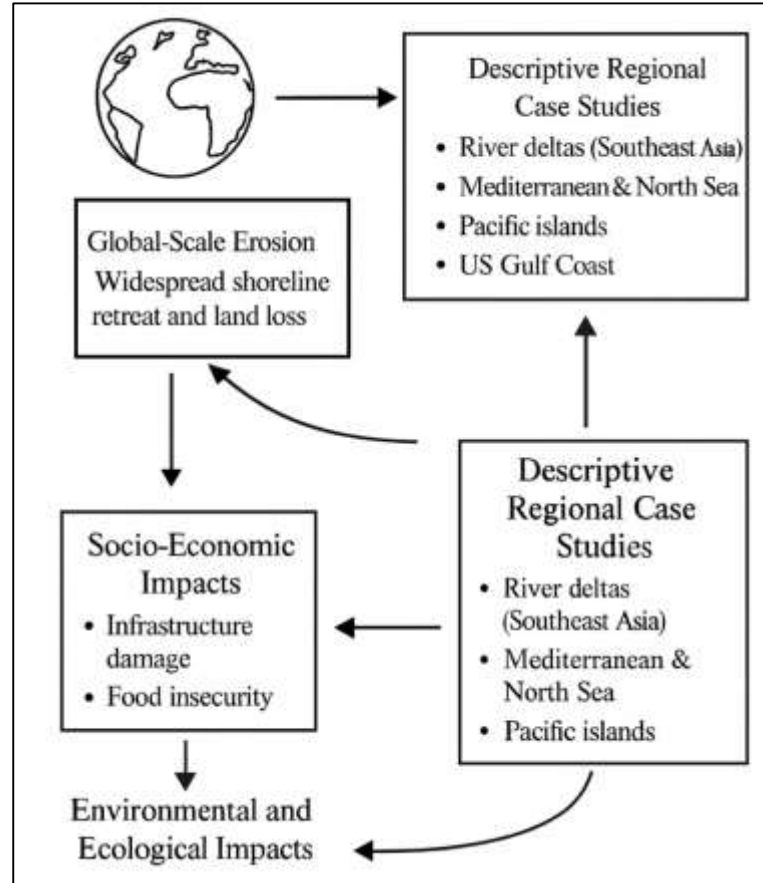 Descriptive Regional
Case Studies
• River deltas (Southeast Asia)
• Mediterranean & North Sea
• Pacific islands
• US Gulf Coast
Global-Scale Erosion
Widespread shoreline
retreat and land loss
Socio-Economic
Impacts
• Infrastructure
damage
• Food insecurity
Descriptive
Regional Case
Studies
• River deltas
(Southeast Asia)
• Mediterranean &
North Sea
• Pacific islands
Environmental and
Ecological Impacts